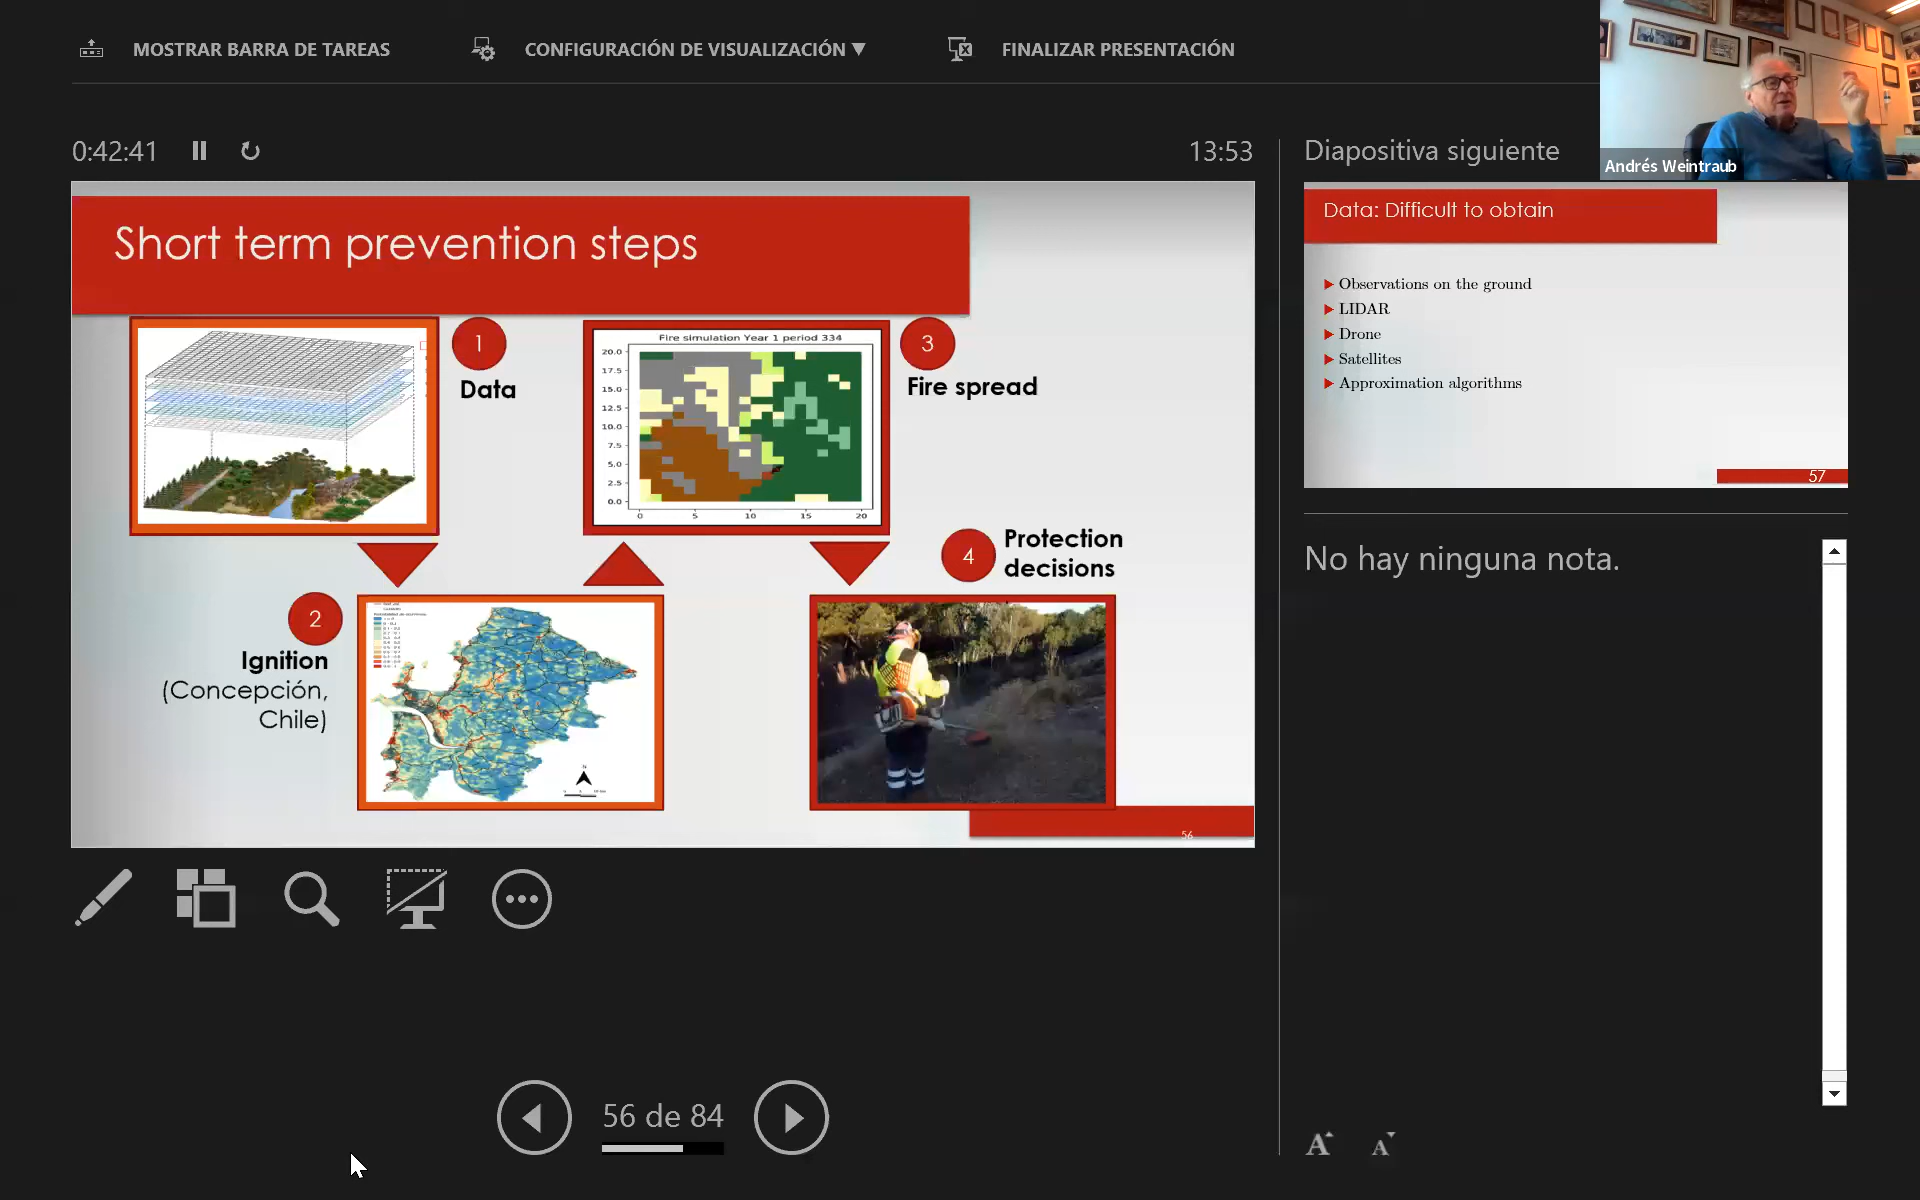 MOSTRAR BARRA DE TAREAS
CONFIGURACIÓN DE VISUALIZACIÓN ▼
FINALIZAR PRESENTACIÓN
Andrés Weintraub
0:42:41
13:53
Diapositiva siguiente
Short term prevention steps
1
Data
Fire simulation Year 1 period 334
20.0
17.5
15.0
12.5
10.0
7.5
5.0
2.5
0.0
0 5 10 15 20
3
Fire spread
2
Ignition
(Concepción,
Chile)
4
Protection
decisions
56
Data: Difficult to obtain
Observations on the ground
LIDAR
Drone
Satellites
Approximation algorithms
57
No hay ninguna nota.
56 de 84
A A